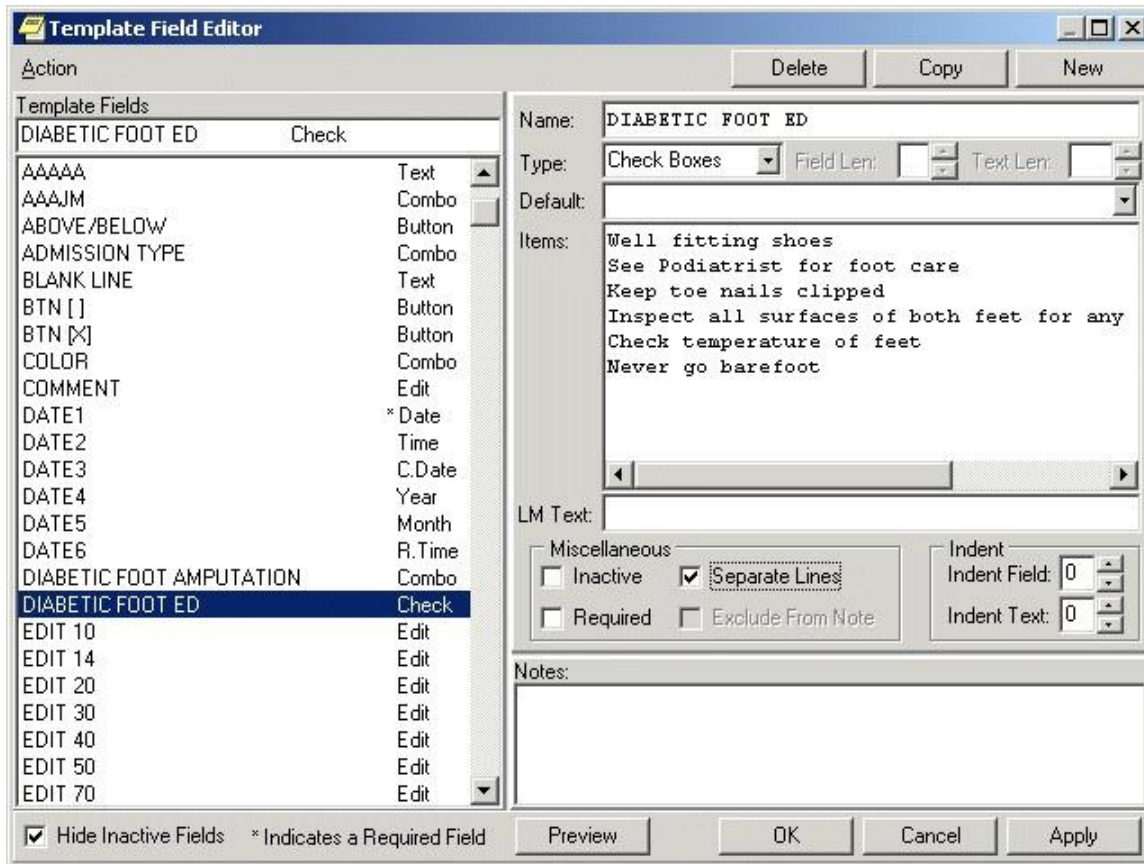 Template Field Editor
Action
Delete Copy New
Template Fields
DIABETIC FOOT ED Check
AAAAA Text
AAAJM Combo
ABOVE/BELOW Button
ADMISSION TYPE Combo
BLANK LINE Text
BTN [ ] Button
BTN [X] Button
COLOR Combo
COMMENT Edit
DATE1 * Date
DATE2 Time
DATE3 C.Date
DATE4 Year
DATE5 Month
DATE6 R.Time
DIABETIC FOOT AMPUTATION Combo
DIABETIC FOOT ED Check
EDIT 10 Edit
EDIT 14 Edit
EDIT 20 Edit
EDIT 30 Edit
EDIT 40 Edit
EDIT 50 Edit
EDIT 70 Edit
Name: DIABETIC FOOT ED
Type: Check Boxes Field Len: Text Len:
Default:
Items:
Well fitting shoes
See Podiatrist for foot care
Keep toe nails clipped
Inspect all surfaces of both feet for any
Check temperature of feet
Never go barefoot
LM Text:
Miscellaneous
Inactive Separate Lines
Required Exclude From Note
Indent
Indent Field: 0
Indent Text: 0
Notes:
Hide Inactive Fields * Indicates a Required Field
Preview OK Cancel Apply